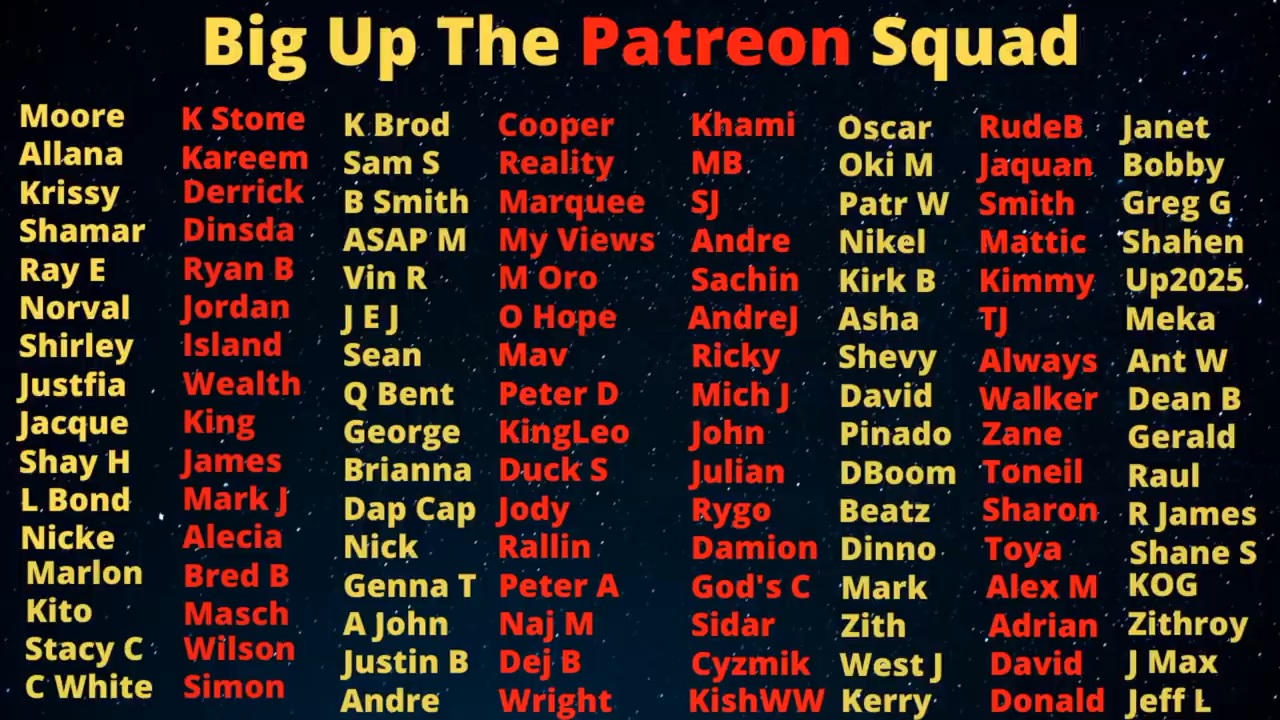 Big Up The Patreon Squad
Moore
Allana
Krissy
Shamar
Ray E
Norval
Shirley
Justfia
Jacque
Shay H
L Bond
Nicke
Marlon
Kito
Stacy C
C White
K Stone
Kareem
Derrick
Dinsda
Ryan B
Jordan
Island
Wealth
King
James
Mark J
Alecia
Bred B
Masch
Wilson
Simon
K Brod
Sam S
B Smith
ASAP M
Vin R
J E J
Sean
Q Bent
George
Brianna
Dap Cap
Nick
Genna T
A John
Justin B
Andre
Cooper
Reality
Marquee
My Views
M Oro
O Hope
Mav
Peter D
KingLeo
Duck S
Jody
Rallin
Peter A
Naj M
Dej B
Wright
Khami
MB
SJ
Andre
Sachin
AndreJ
Ricky
Mich J
John
Julian
Rygo
Damion
God's C
Sidar
Cyzmik
KishWW
Oscar
Oki M
Patr W
Nikel
Kirk B
Asha
Shevy
David
Pinado
DBoom
Beatz
Dinno
Mark
Zith
West J
Kerry
RudeB
Jaquan
Smith
Mattic
Kimmy
TJ
Always
Walker
Zane
Toneil
Sharon
Toya
Alex M
Adrian
David
Donald
Janet
Bobby
Greg G
Shahen
Up2025
Meka
Ant W
Dean B
Gerald
Raul
R James
Shane S
KOG
Zithroy
J Max
Jeff L